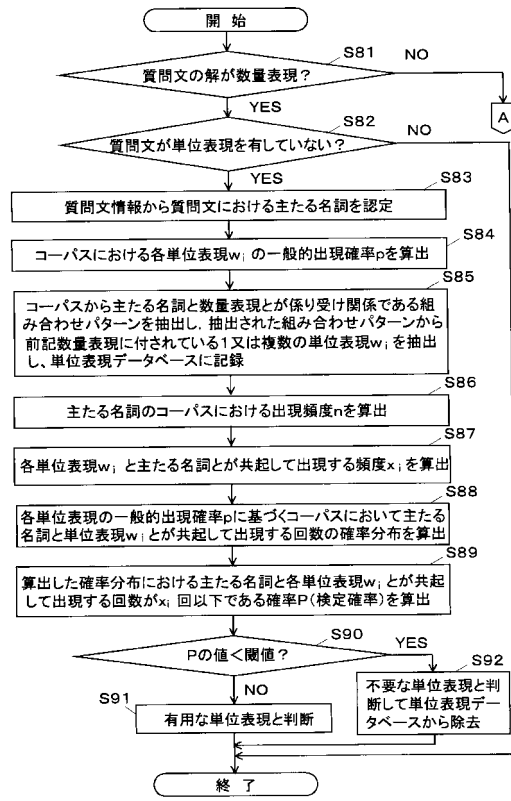 開 始
S81
NO
質問文の解が数量表現？
YES
A
S82
NO
質問文が単位表現を有していない？
YES
S83
質問文情報から質問文における主たる名詞を認定
S84
コーパスにおける各単位表現wiの一般的出現確率pを算出
S85
コーパスから主たる名詞と数量表現とが係り受け関係である組
み合わせパターンを抽出し，抽出された組み合わせパターンから
前記数量表現に付されている1又は複数の単位表現wiを抽出
し、単位表現データベースに記録
S86
主たる名詞のコーパスにおける出現頻度nを算出
S87
各単位表現wiと主たる名詞とが共起して出現する頻度xiを算出
S88
各単位表現の一般的出現確率pに基づくコーパスにおいて主たる
名詞と単位表現wiとが共起して出現する回数の確率分布を算出
S89
算出した確率分布における主たる名詞と各単位表現wiとが共起
して出現する回数がxi回以下である確率P(検定確率)を算出
S90
Pの値<閾値？
YES
S92
NO
不要な単位表現と判
断して単位表現デー
タベースから除去
S91
有用な単位表現と判断
終 了